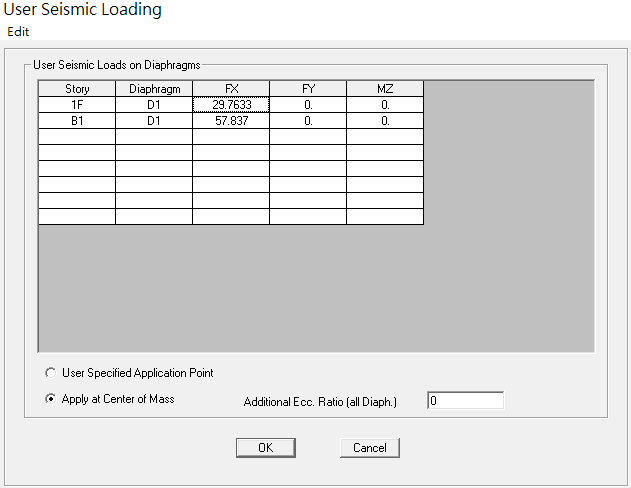 User Seismic Loading
Edit
User Seismic Loads on Diaphragms
Story Diaphragm FX FY MZ
1F D1 29.7633 0. 0.
B1 D1 57.837 0. 0.
User Specified Application Point
Apply at Center of Mass Additional Ecc. Ratio (all Diaph.) 0
OK Cancel